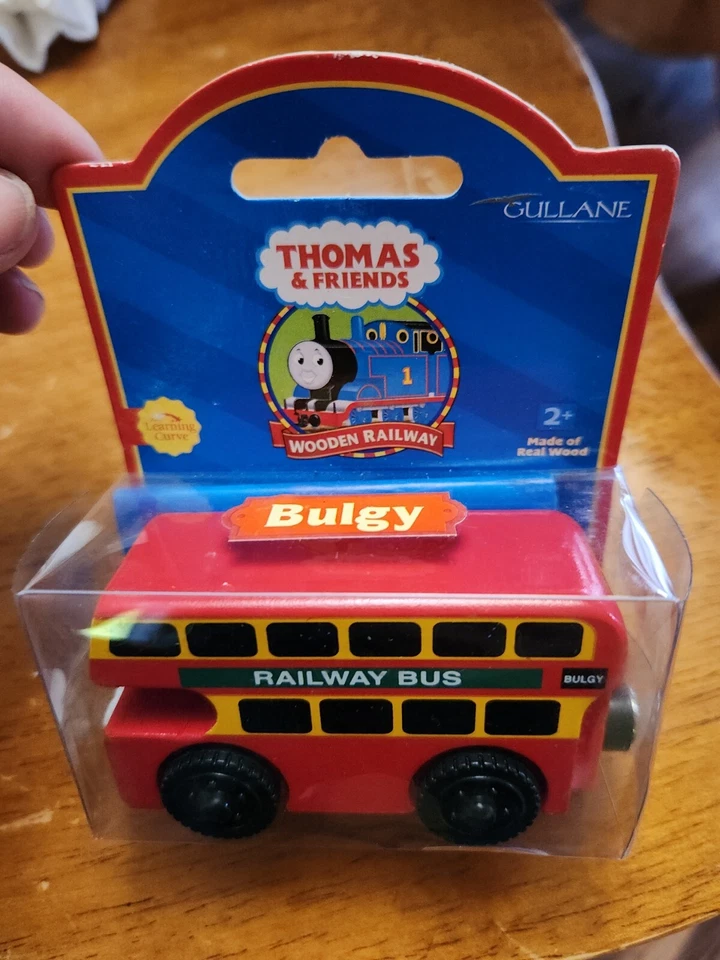 GULLANE
THOMAS
& FRIENDS
1
WOODEN RAILWAY
Learning
Curve
2+
Made of
Real Wood
Bulgy
RAILWAY BUS
BULGY